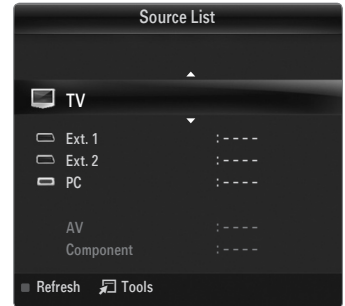 Source List
TV
Ext. 1 : - - - -
Ext. 2 : - - - -
PC : - - - -
AV : - - - -
Component : - - - -
Refresh Tools